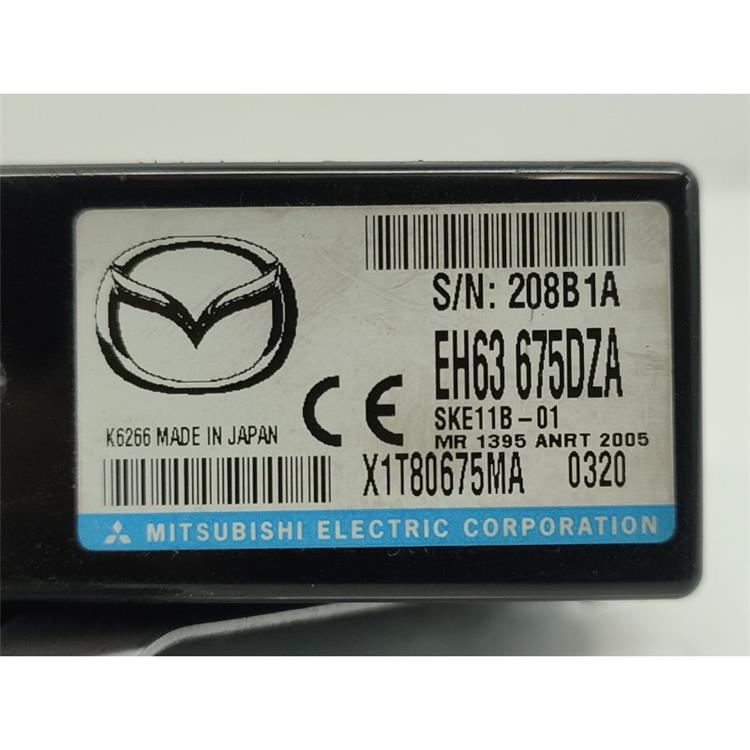 S/N: 208B1A
EH63 675DZA
SKE11B-01
MR 1395 ANRT 2005
K6266 MADE IN JAPAN
X1T80675MA 0320
MITSUBISHI ELECTRIC CORPORATION